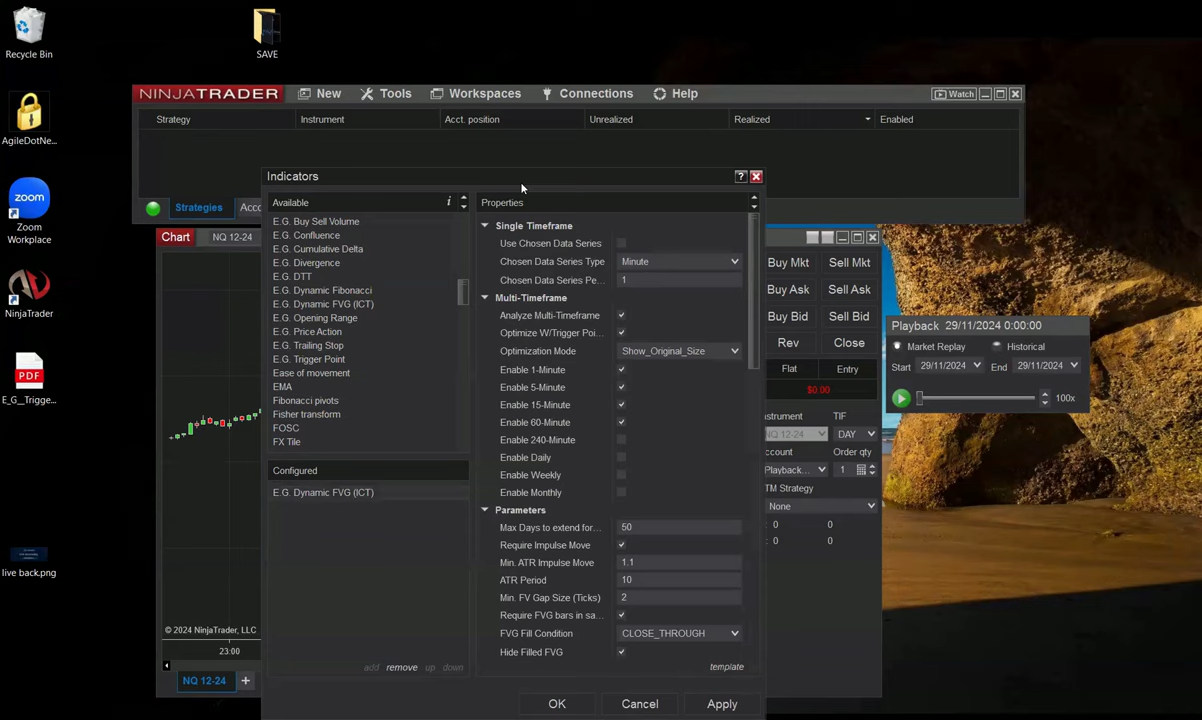 Recycle Bin
SAVE
AgileDotNe...
Zoom
Workplace
NinjaTrader
E_G__Trigge...
live back.png
NINJATRADER New Tools Workspaces Connections Help Watch
Strategy Instrument Acct. position Unrealized Realized Enabled
Strategies
Chart NQ 12-24
Indicators ?
Available i Properties
E.G. Buy Sell Volume
E.G. Confluence
E.G. Cumulative Delta
E.G. Divergence
E.G. DTT
E.G. Dynamic Fibonacci
E.G. Dynamic FVG (ICT)
E.G. Opening Range
E.G. Price Action
E.G. Trailing Stop
E.G. Trigger Point
Ease of movement
EMA
Fibonacci pivots
Fisher transform
FOSC
FX Tile
Configured
E.G. Dynamic FVG (ICT)
add remove up down
Single Timeframe
Use Chosen Data Series
Chosen Data Series Type Minute
Chosen Data Series Pe... 1
Multi-Timeframe
Analyze Multi-Timeframe
Optimize W/Trigger Poi...
Optimization Mode Show_Original_Size
Enable 1-Minute
Enable 5-Minute
Enable 15-Minute
Enable 60-Minute
Enable 240-Minute
Enable Daily
Enable Weekly
Enable Monthly
Parameters
Max Days to extend for... 50
Require Impulse Move
Min. ATR Impulse Move 1.1
ATR Period 10
Min. FV Gap Size (Ticks) 2
Require FVG bars in sa...
FVG Fill Condition CLOSE_THROUGH
Hide Filled FVG
template
OK Cancel Apply
Buy Mkt Sell Mkt
Buy Ask Sell Ask
Buy Bid Sell Bid
Rev Close
Flat Entry
$0.00
TIF
NQ 12-24 DAY
Order qty
Playback... 1
None
0 0
0 0
Playback 29/11/2024 0:00:00
Market Replay Historical
Start 29/11/2024 End 29/11/2024
100x
© 2024 NinjaTrader, LLC
23:00
NQ 12-24 +